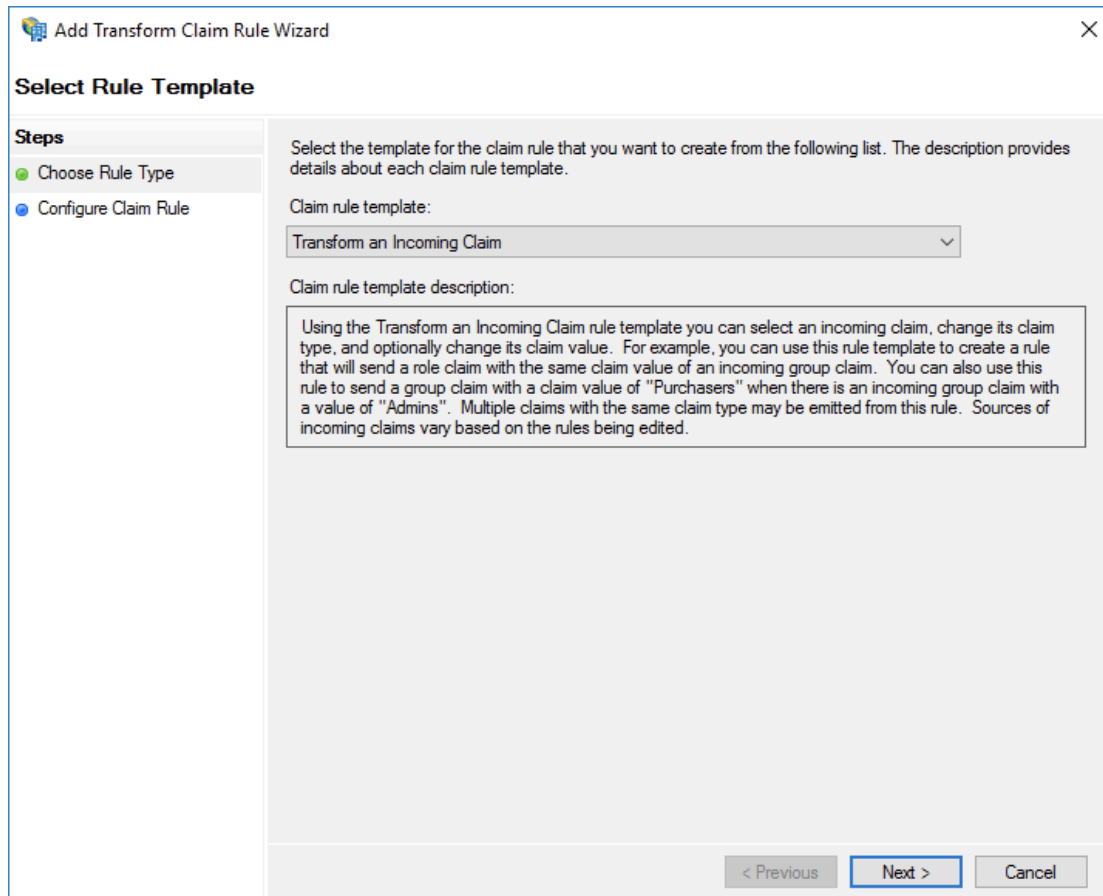 Add Transform Claim Rule Wizard
Select Rule Template
Steps
Choose Rule Type
Configure Claim Rule
Select the template for the claim rule that you want to create from the following list. The description provides
details about each claim rule template.
Claim rule template:
Transform an Incoming Claim
Claim rule template description:
Using the Transform an Incoming Claim rule template you can select an incoming claim, change its claim
type, and optionally change its claim value.  For example, you can use this rule template to create a rule
that will send a role claim with the same claim value of an incoming group claim.  You can also use this
rule to send a group claim with a claim value of "Purchasers" when there is an incoming group claim with
a value of "Admins".  Multiple claims with the same claim type may be emitted from this rule.  Sources of
incoming claims vary based on the rules being edited.
< Previous
Next >
Cancel